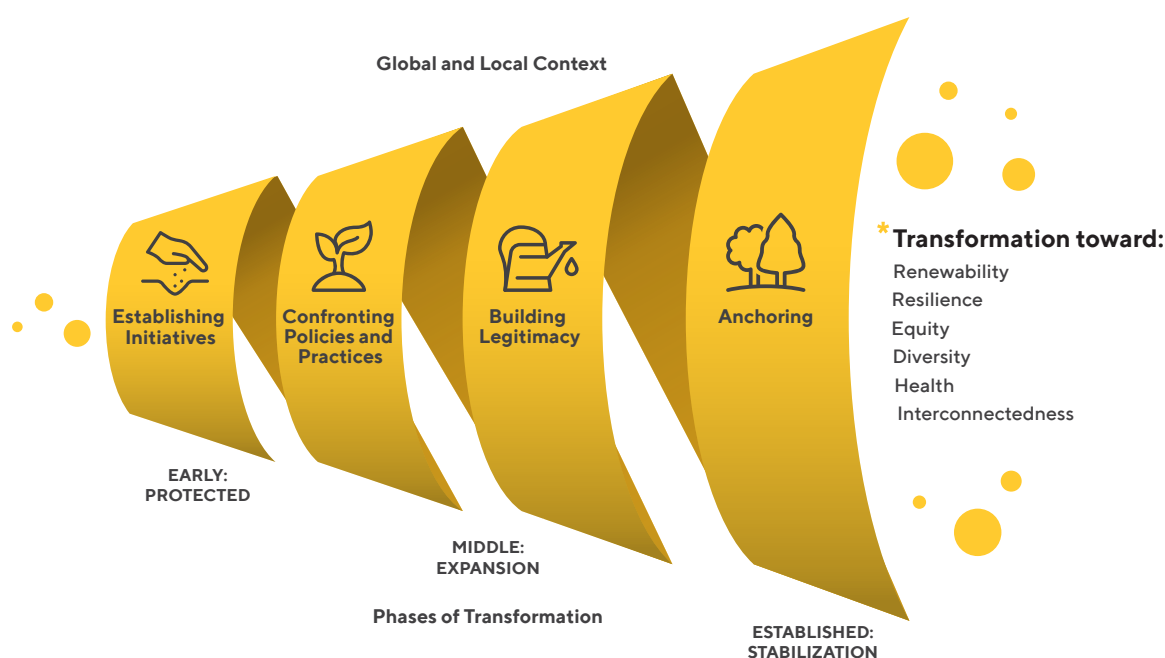 Global and Local Context
Establishing
Initiatives
Confronting
Policies and
Practices
Building
Legitimacy
Anchoring
*Transformation toward:
Renewability
Resilience
Equity
Diversity
Health
Interconnectedness
EARLY:
PROTECTED
MIDDLE:
EXPANSION
Phases of Transformation
ESTABLISHED:
STABILIZATION